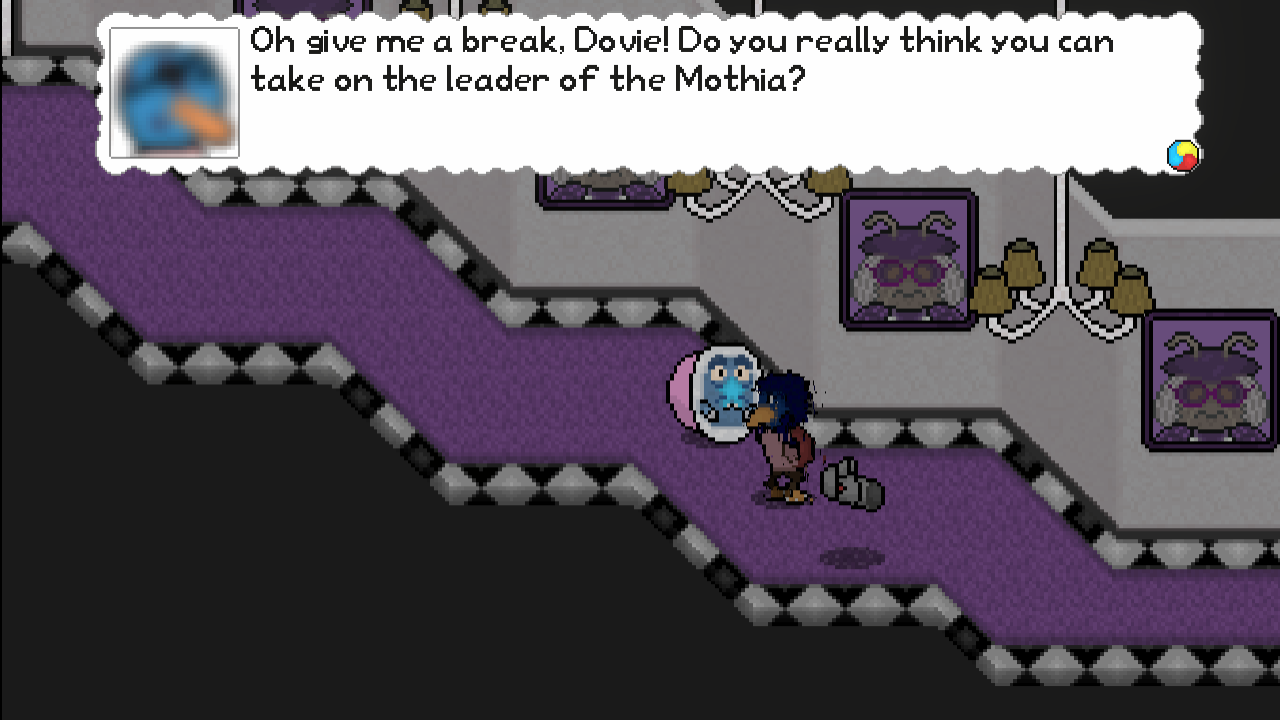 Oh give me a break, Dovie! Do you really think you can
take on the leader of the Mothia?